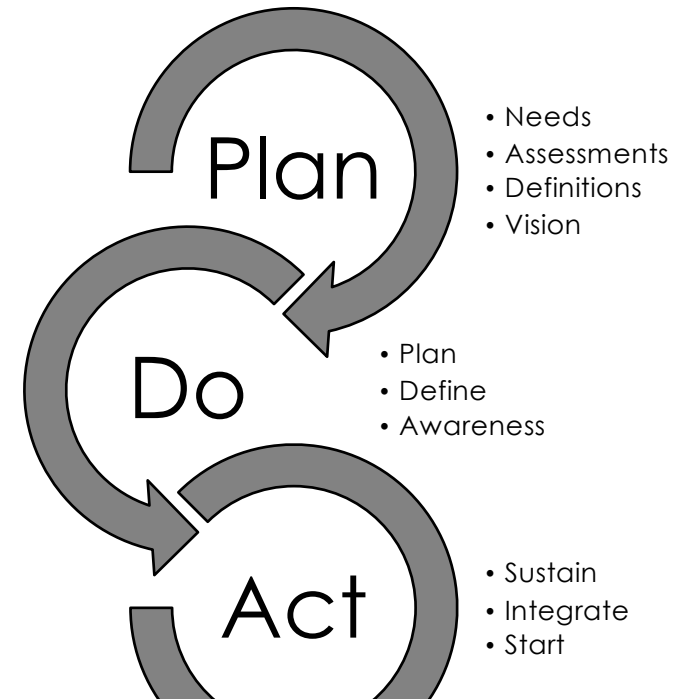 Plan
• Needs
• Assessments
• Definitions
• Vision
Do
• Plan
• Define
• Awareness
Act
• Sustain
• Integrate
• Start